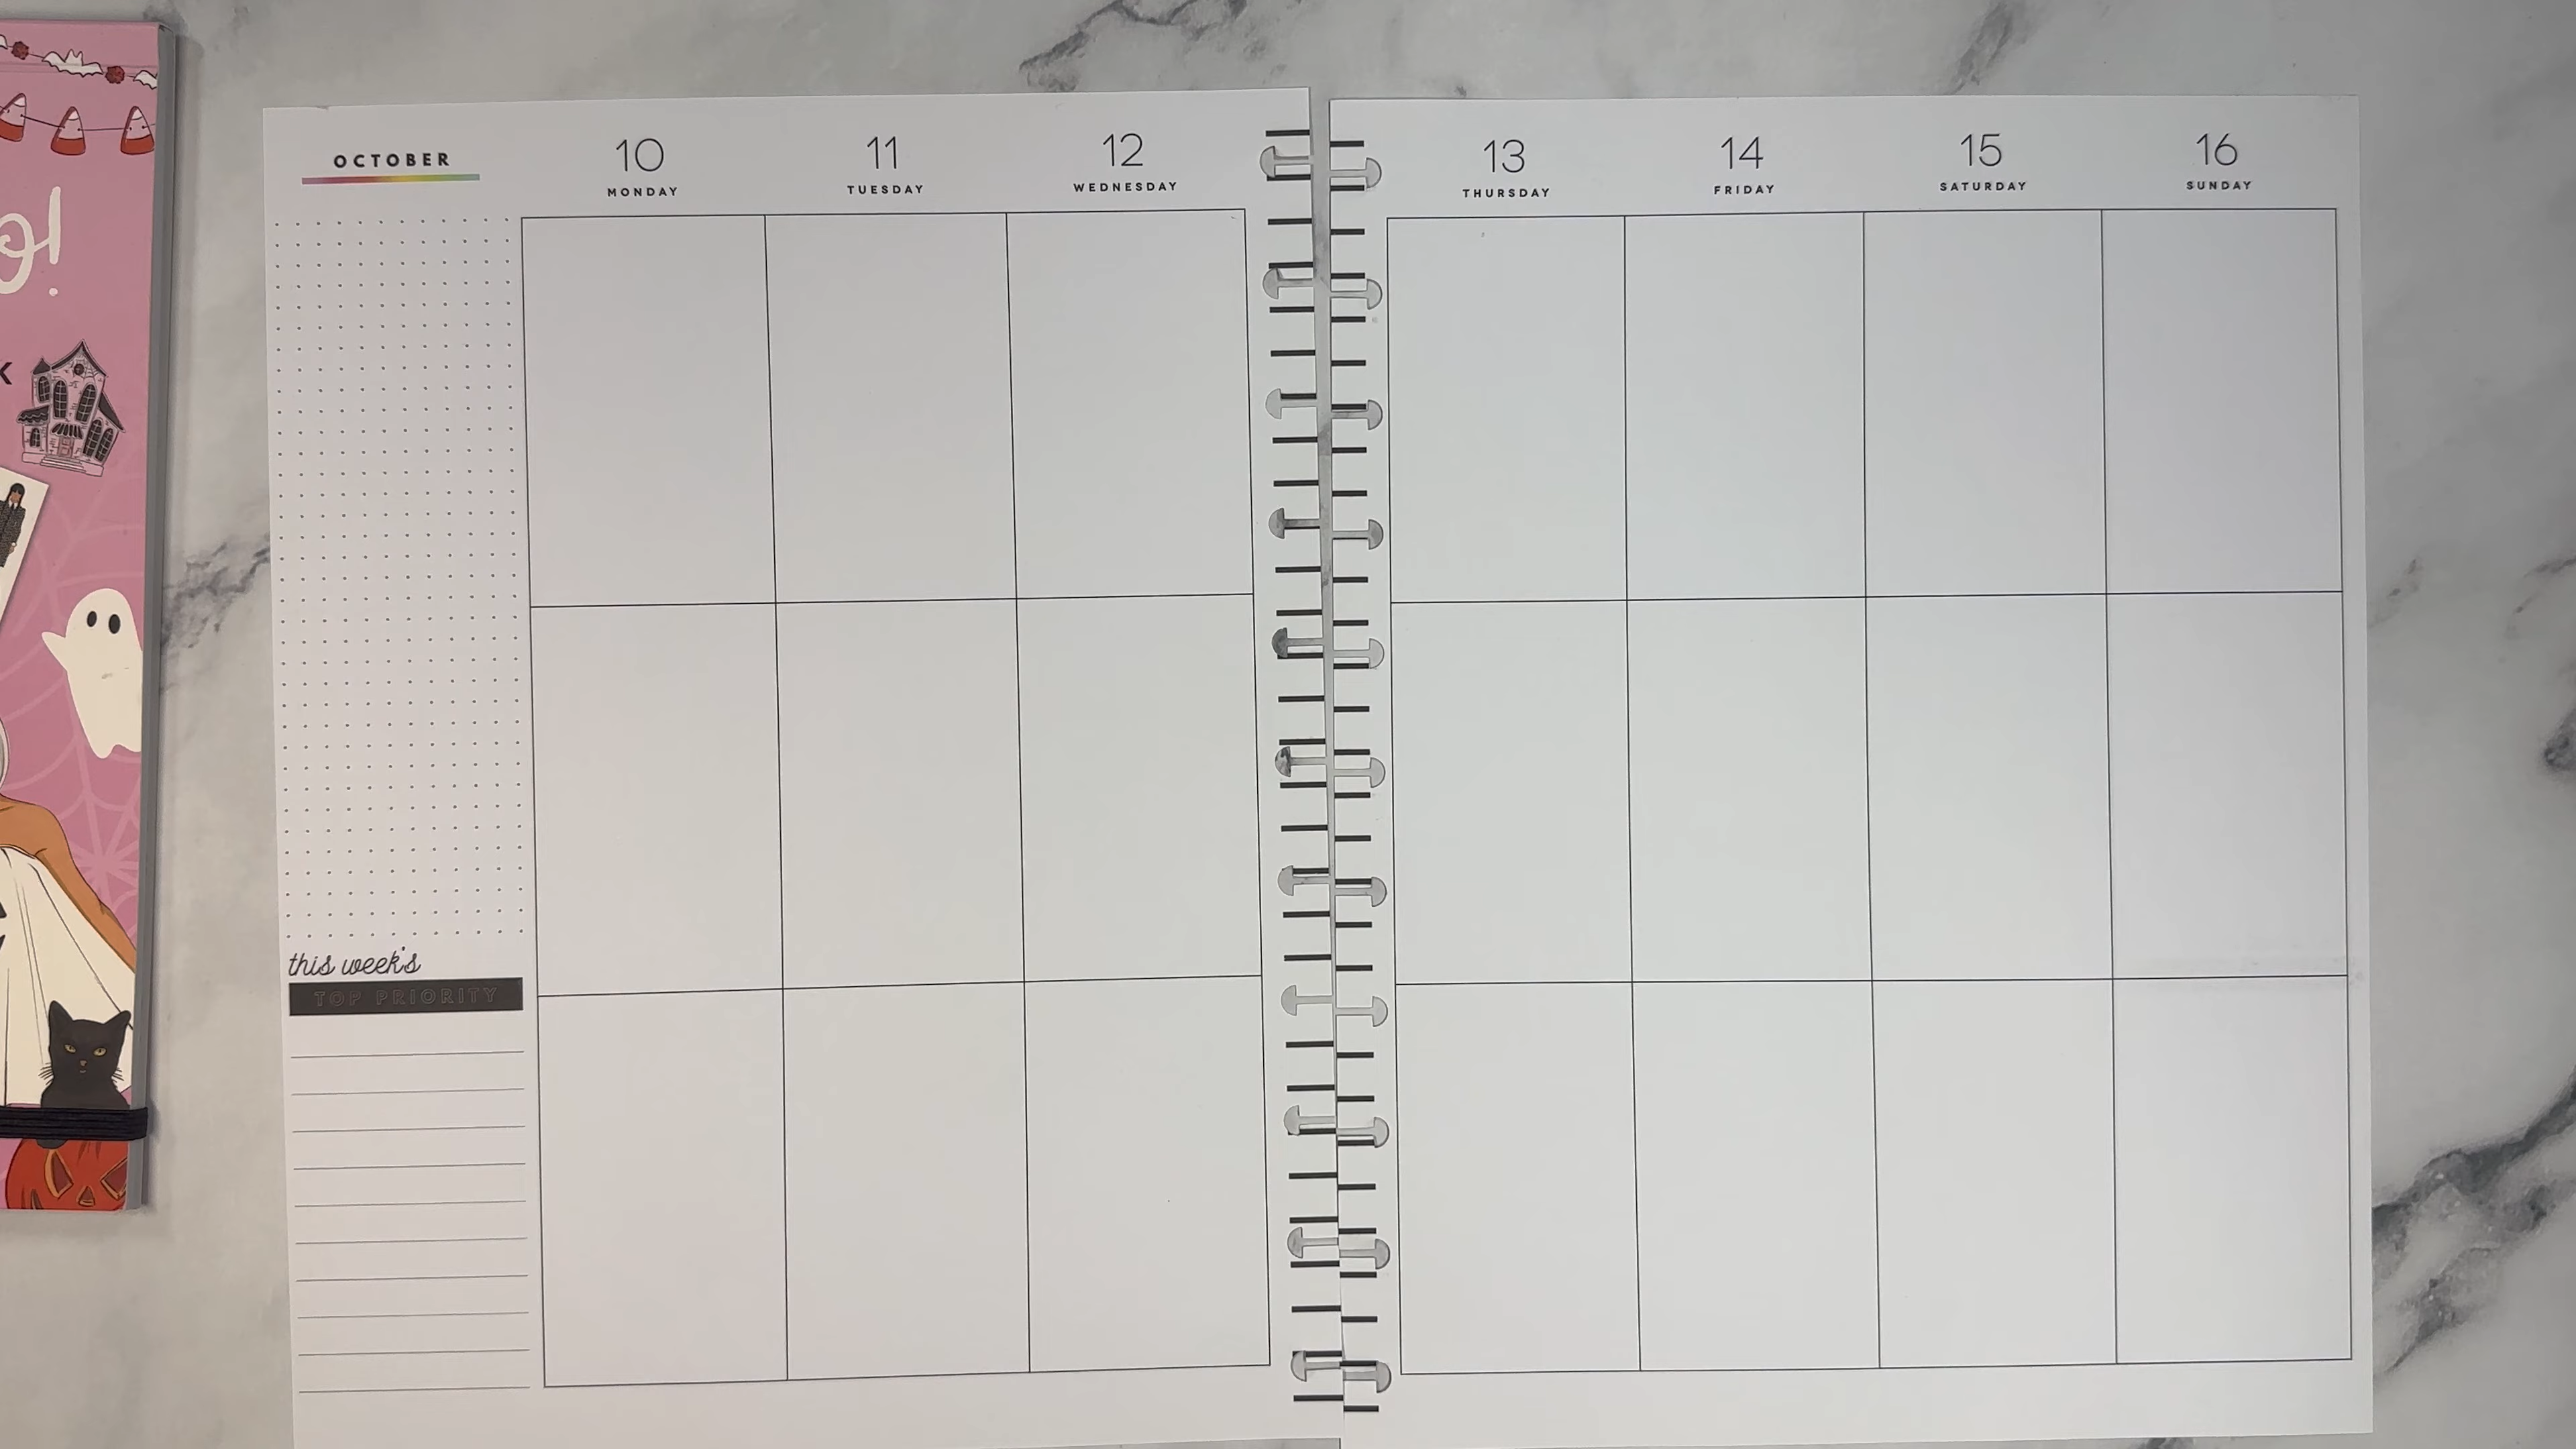 OCTOBER
10
MONDAY
11
TUESDAY
12
WEDNESDAY
13
THURSDAY
14
FRIDAY
15
SATURDAY
16
SUNDAY
this week's
TOP PRIORITY